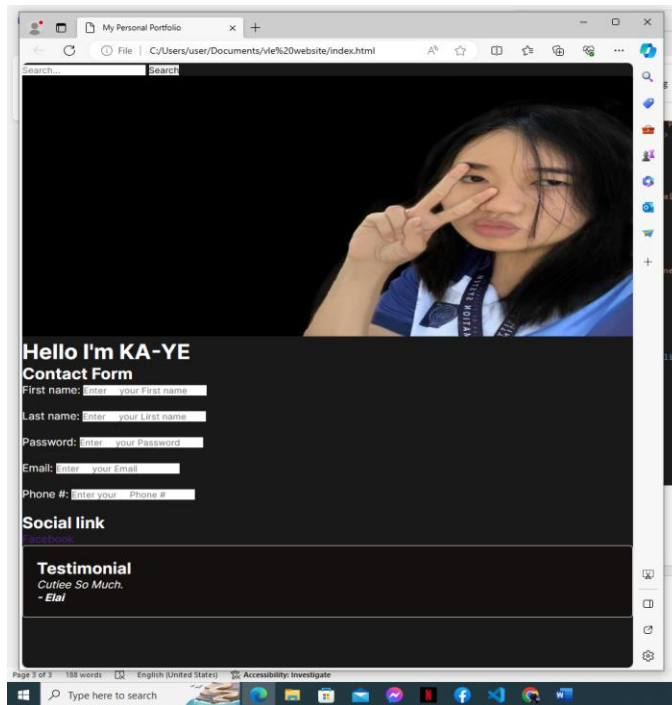 My Personal Portfolio
File | C:/Users/user/Documents/vle%20website/index.html
Search... Search
Hello I'm KA-YE
Contact Form
First name: Enter your First name
Last name: Enter your Lirst name
Password: Enter your Password
Email: Enter your Email
Phone #: Enter your Phone #
Social link
Facebook
Testimonial
Cutiee So Much.
- Elai
Page 3 of 3 188 words English (United States) Accessibility: Investigate
Type here to search